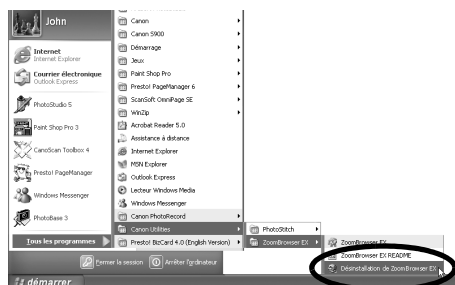 John
Internet
Internet Explorer
Courrier électronique
Outlook Express
PhotoStudio 5
Paint Shop Pro 3
CanoScan Toolbox 4
Presto! PageManager
Windows Messenger
PhotoBase 3
Tous les programmes
Canon
Canon S900
Démarrage
Jeux
Paint Shop Pro
Presto! PageManager 6
ScanSoft OmniPage SE
WinZip
Acrobat Reader 5.0
Assistance à distance
Internet Explorer
MSN Explorer
Outlook Express
Lecteur Windows Media
Windows Messenger
Canon PhotoRecord
Canon Utilities
Presto! BizCard 4.0 (English Version)
PhotoStitch
ZoomBrowser EX
ZoomBrowser EX
ZoomBrowser EX README
Désinstallation de ZoomBrowser EX
Fermer la session
Arrêter l'ordinateur
démarrer